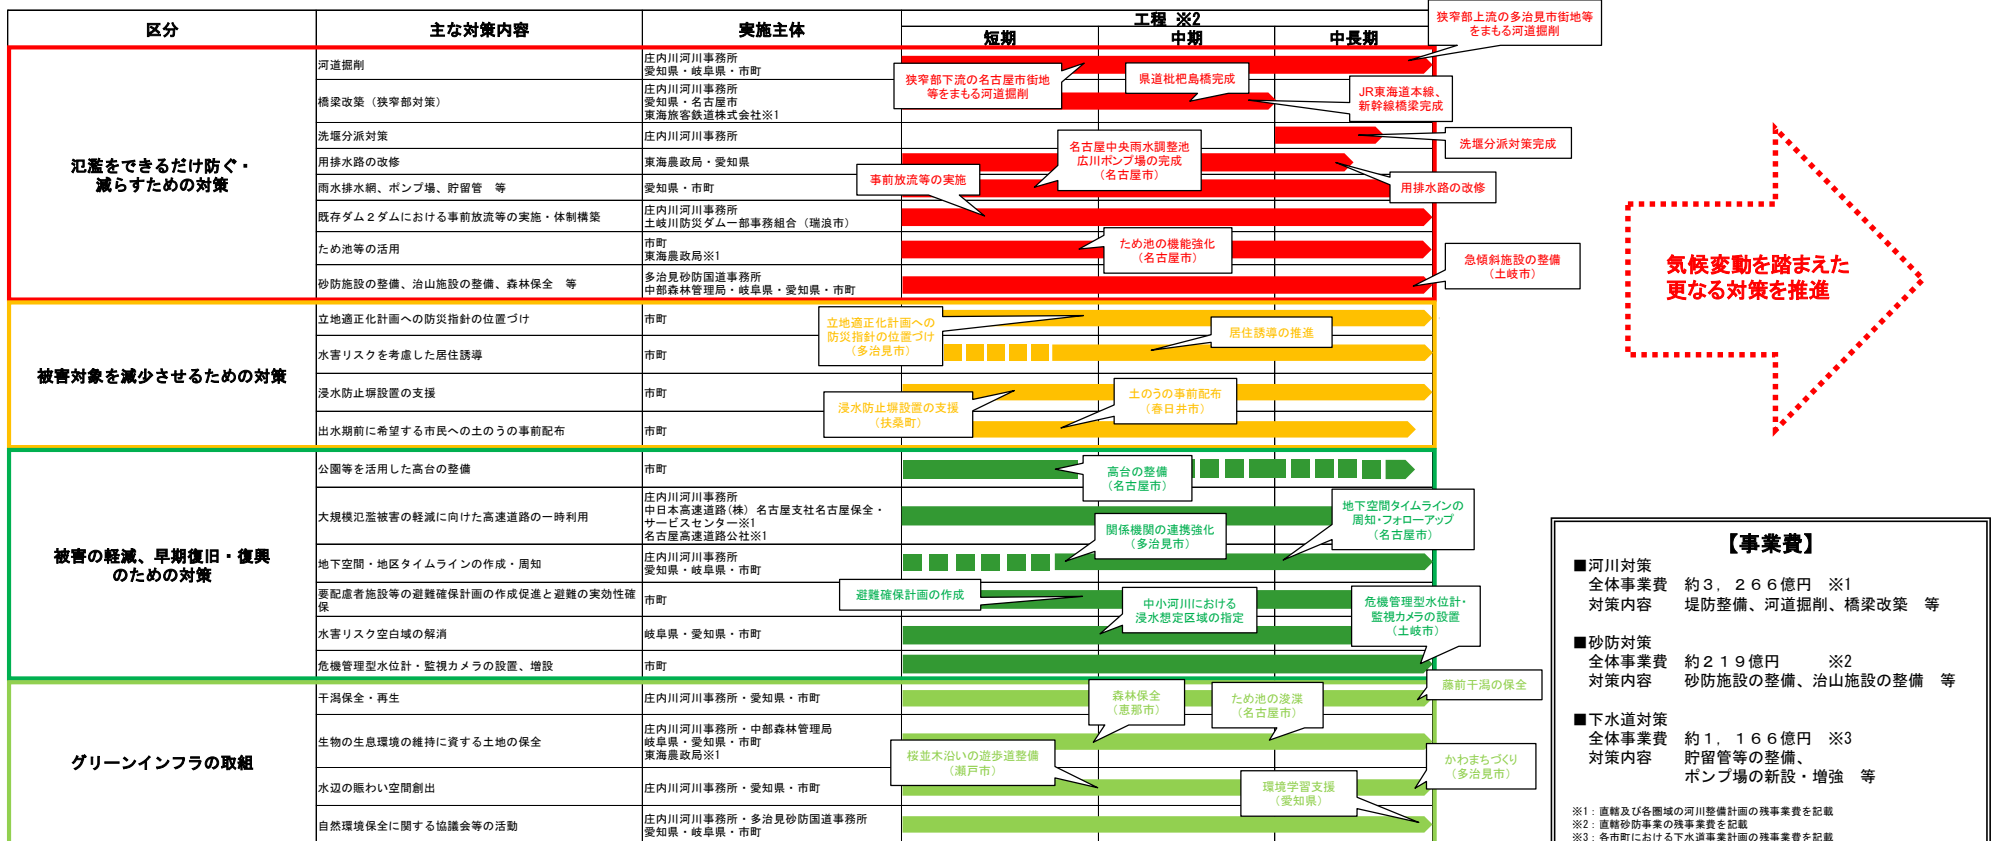 区分
主な対策内容
実施主体
工程 ※2
短期
中期
中長期
氾濫をできるだけ防ぐ・
減らすための対策
河道掘削
庄内川河川事務所
愛知県・岐阜県・市町
狭窄部下流の名古屋市街地
等をまもる河道掘削
狭窄部上流の多治見市街地等
をまもる河道掘削
橋梁改築（狭窄部対策）
庄内川河川事務所
愛知県・名古屋市
東海旅客鉄道株式会社※1
県道枇杷島橋完成
JR東海道本線、
新幹線橋梁完成
洗堰分派対策
庄内川河川事務所
洗堰分派対策完成
用排水路の改修
東海農政局・愛知県
用排水路の改修
雨水排水網、ポンプ場、貯留管　等
愛知県・市町
名古屋中央雨水調整池
広川ポンプ場の完成
（名古屋市）
既存ダム２ダムにおける事前放流等の実施・体制構築
庄内川河川事務所
土岐川防災ダム一部事務組合（瑞浪市）
事前放流等の実施
ため池等の活用
市町
東海農政局※1
ため池の機能強化
（名古屋市）
砂防施設の整備、治山施設の整備、森林保全　等
多治見砂防国道事務所
中部森林管理局・岐阜県・愛知県・市町
急傾斜施設の整備
（土岐市）
被害対象を減少させるための対策
立地適正化計画への防災指針の位置づけ
市町
立地適正化計画への
防災指針の位置づけ
（多治見市）
水害リスクを考慮した居住誘導
市町
居住誘導の推進
浸水防止塀設置の支援
市町
浸水防止塀設置の支援
（扶桑町）
出水期前に希望する市民への土のうの事前配布
市町
土のうの事前配布
（春日井市）
被害の軽減、早期復旧・復興
のための対策
公園等を活用した高台の整備
市町
高台の整備
（名古屋市）
大規模氾濫被害の軽減に向けた高速道路の一時利用
庄内川河川事務所
中日本高速道路(株) 名古屋支社名古屋保全・
サービスセンター※1
名古屋高速道路公社※1
関係機関の連携強化
（多治見市）
地下空間・地区タイムラインの作成・周知
庄内川河川事務所
愛知県・岐阜県・市町
地下空間タイムラインの
周知・フォローアップ
（名古屋市）
要配慮者施設等の避難確保計画の作成促進と避難の実効性確
保
市町
避難確保計画の作成
水害リスク空白域の解消
岐阜県・愛知県・市町
中小河川における
浸水想定区域の指定
危機管理型水位計・監視カメラの設置、増設
市町
危機管理型水位計・
監視カメラの設置
（土岐市）
グリーンインフラの取組
干潟保全・再生
庄内川河川事務所・愛知県・市町
藤前干潟の保全
生物の生息環境の維持に資する土地の保全
庄内川河川事務所・中部森林管理局
岐阜県・愛知県・市町
東海農政局※1
森林保全
（恵那市）
ため池の浚渫
（名古屋市）
水辺の賑わい空間創出
庄内川河川事務所・愛知県・市町
桜並木沿いの遊歩道整備
（瀬戸市）
かわまちづくり
（多治見市）
自然環境保全に関する協議会等の活動
庄内川河川事務所・多治見砂防国道事務所
愛知県・岐阜県・市町
環境学習支援
（愛知県）
気候変動を踏まえた
更なる対策を推進
【事業費】
■河川対策
全体事業費　約３，２６６億円　※1
対策内容　堤防整備、河道掘削、橋梁改築　等
■砂防対策
全体事業費　約２１９億円　※2
対策内容　砂防施設の整備、治山施設の整備　等
■下水道対策
全体事業費　約１，１６６億円　※3
対策内容　貯留管等の整備、
ポンプ場の新設・増強　等
※1：直轄及び各圏域の河川整備計画の残事業費を記載
※2：直轄砂防事業の残事業費を記載
※3：各市町における下水道事業計画の残事業費を記載